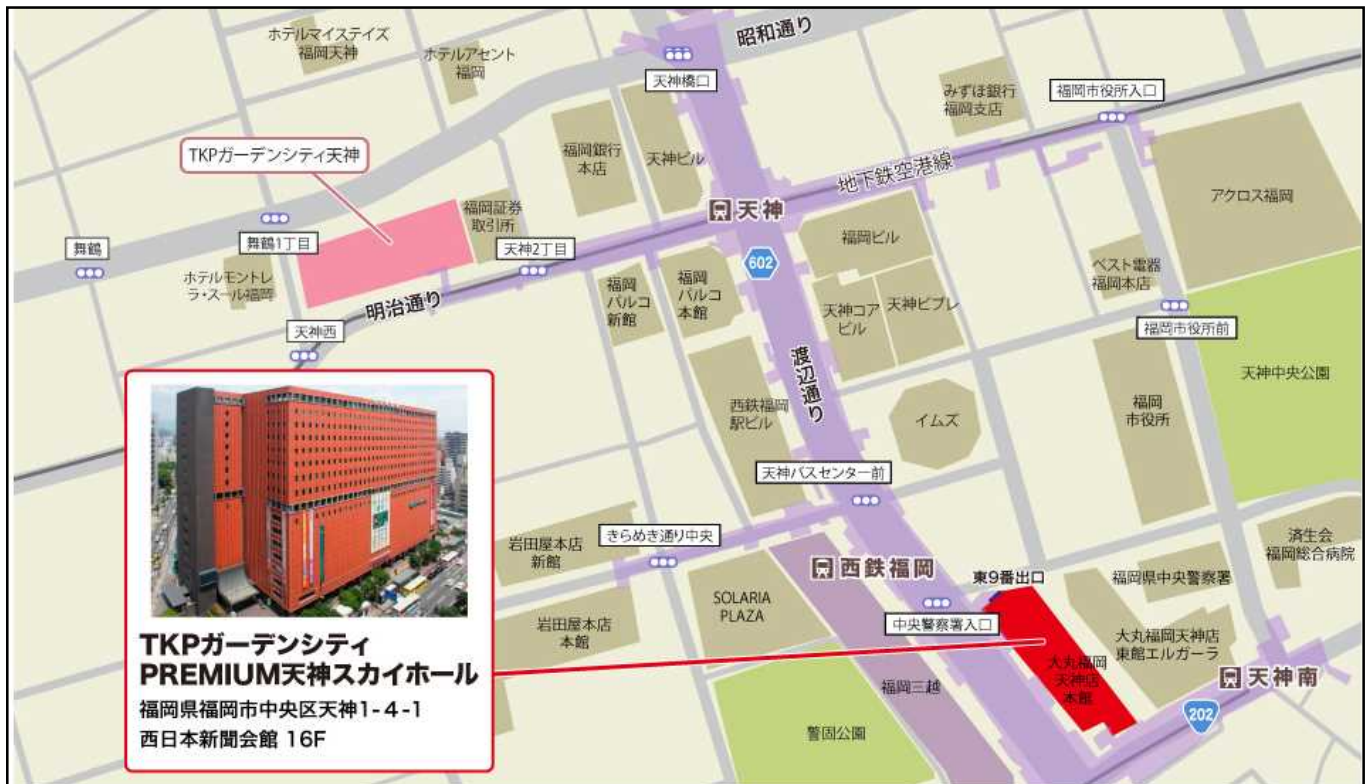 ホテルマイステイズ
福岡天神
ホテルアセント
福岡
昭和通り
天神橋口
みずほ銀行
福岡支店
福岡市役所入口
TKPガーデンシティ天神
福岡銀行
本店
天神ビル
地下鉄空港線
アクロス福岡
福岡証券
取引所
天神
舞鶴
舞鶴1丁目
天神2丁目
福岡ビル
602
ホテルモントレ
ラ・スール福岡
明治通り
福岡
パルコ
新館
福岡
パルコ
本館
天神コア
ビル
天神ビブレ
ベスト電器
福岡本店
天神西
福岡市役所前
渡辺通り
天神中央公園
西鉄福岡
駅ビル
イムズ
福岡
市役所
天神バスセンター前
岩田屋本店
新館
きらめき通り中央
済生会
福岡総合病院
西鉄福岡
東9番出口
福岡県中央警察署
SOLARIA
PLAZA
中央警察署入口
岩田屋本店
本館
大丸福岡天神店
東館エルガーラ
大丸福岡
天神店
本館
天神南
福岡三越
202
警固公園
TKPガーデンシティ
PREMIUM天神スカイホール
福岡県福岡市中央区天神1-4-1
西日本新聞会館 16F